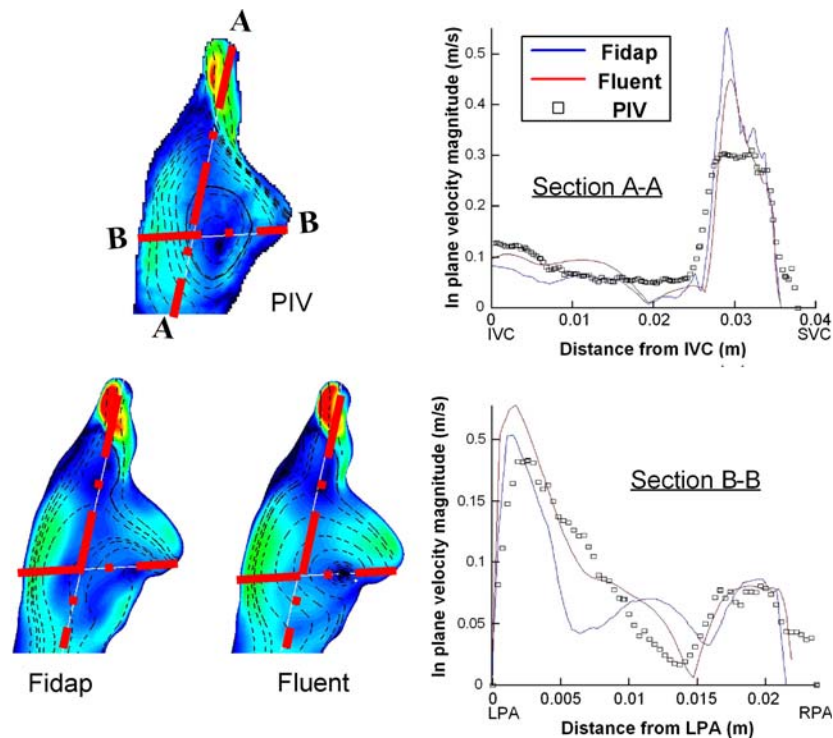 A
B
B
A
PIV
In plane velocity magnitude (m/s)
0.5
0.4
0.3
0.2
0.1
0
Fidap
Fluent
PIV
Section A-A
0
0.01
0.02
0.03
0.04
IVC
SVC
Distance from IVC (m)
Fidap
Fluent
In plane velocity magnitude (m/s)
0.5
0.15
0.1
0.05
0
Section B-B
0
0.005
0.01
0.015
0.02
LPA
RPA
Distance from LPA (m)